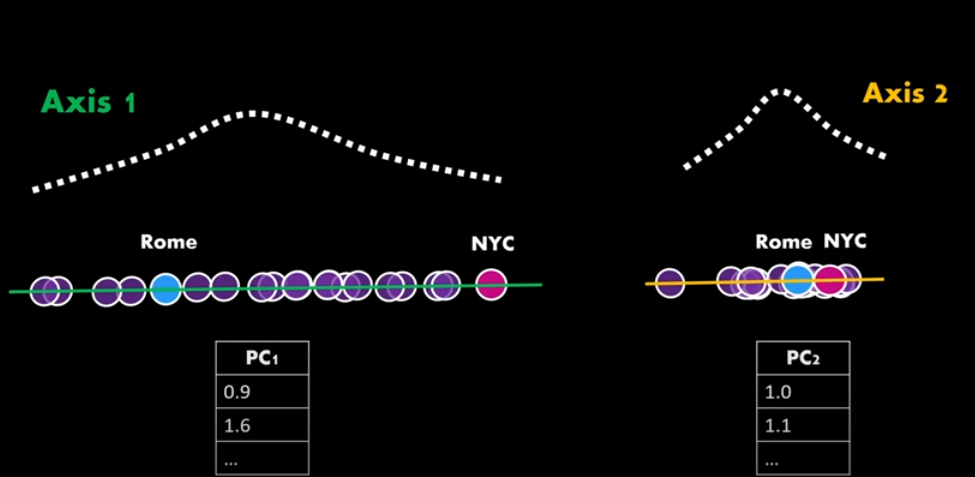 Axis 1
Axis 2
Rome
NYC
Rome
NYC
PC1
0.9
1.6
...
PC2
1.0
1.1
...